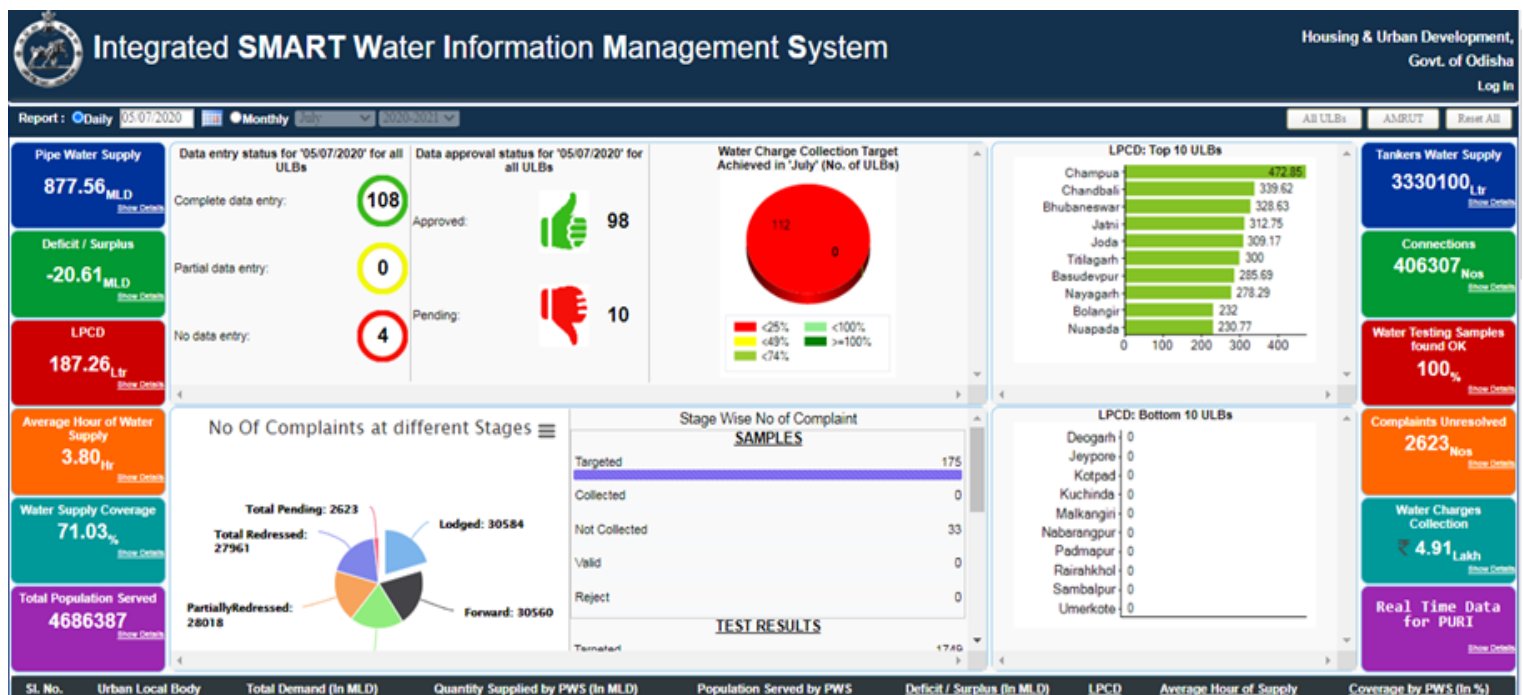 Integrated SMART Water Information Management System
Housing & Urban Development,
Govt. of Odisha
Log In
Report : Daily 05/07/2020 Monthly July 2020-2021
All ULBs AMRUT Reset All
Pipe Water Supply
877.56MLD
Show Details
Deficit / Surplus
-20.61MLD
Show Details
LPCD
187.26Ltr
Show Details
Average Hour of Water
Supply
3.80Hr
Show Details
Water Supply Coverage
71.03%
Show Details
Total Population Served
4686387
Show Details
Data entry status for '05/07/2020' for all
ULBs
Complete data entry: 108
Partial data entry: 0
No data entry: 4
Data approval status for '05/07/2020' for
all ULBs
Approved: 98
Pending: 10
Water Charge Collection Target
Achieved in 'July' (No. of ULBs)
112
0
<25% <100%
<49% >=100%
<74%
LPCD: Top 10 ULBs
Champua 472.85
Chandbali 339.62
Bhubaneswar 328.63
Jatni 312.75
Joda 309.17
Titlagarh 300
Basudevpur 285.69
Nayagarh 278.29
Bolangir 232
Nuapada 230.77
0 100 200 300 400
Tankers Water Supply
3330100Ltr
Show Details
Connections
406307Nos
Show Details
Water Testing Samples
found OK
100%
Show Details
Complaints Unresolved
2623Nos
Show Details
Water Charges
Collection
₹ 4.91Lakh
Show Details
Real Time Data
for PURI
Show Details
No Of Complaints at different Stages
Total Pending: 2623
Lodged: 30584
Total Redressed:
27961
PartiallyRedressed:
28018
Forward: 30560
Stage Wise No of Complaint
SAMPLES
Targeted 175
Collected 0
Not Collected 33
Valid 0
Reject 0
TEST RESULTS
Targeted 1749
LPCD: Bottom 10 ULBs
Deogarh 0
Jeypore 0
Kotpad 0
Kuchinda 0
Malkangiri 0
Nabarangpur 0
Padmapur 0
Rairahkhol 0
Sambalpur 0
Umerkote 0
Sl. No. Urban Local Body Total Demand (In MLD) Quantity Supplied by PWS (In MLD) Population Served by PWS Deficit / Surplus (In MLD) LPCD Average Hour of Supply Coverage by PWS (In %)